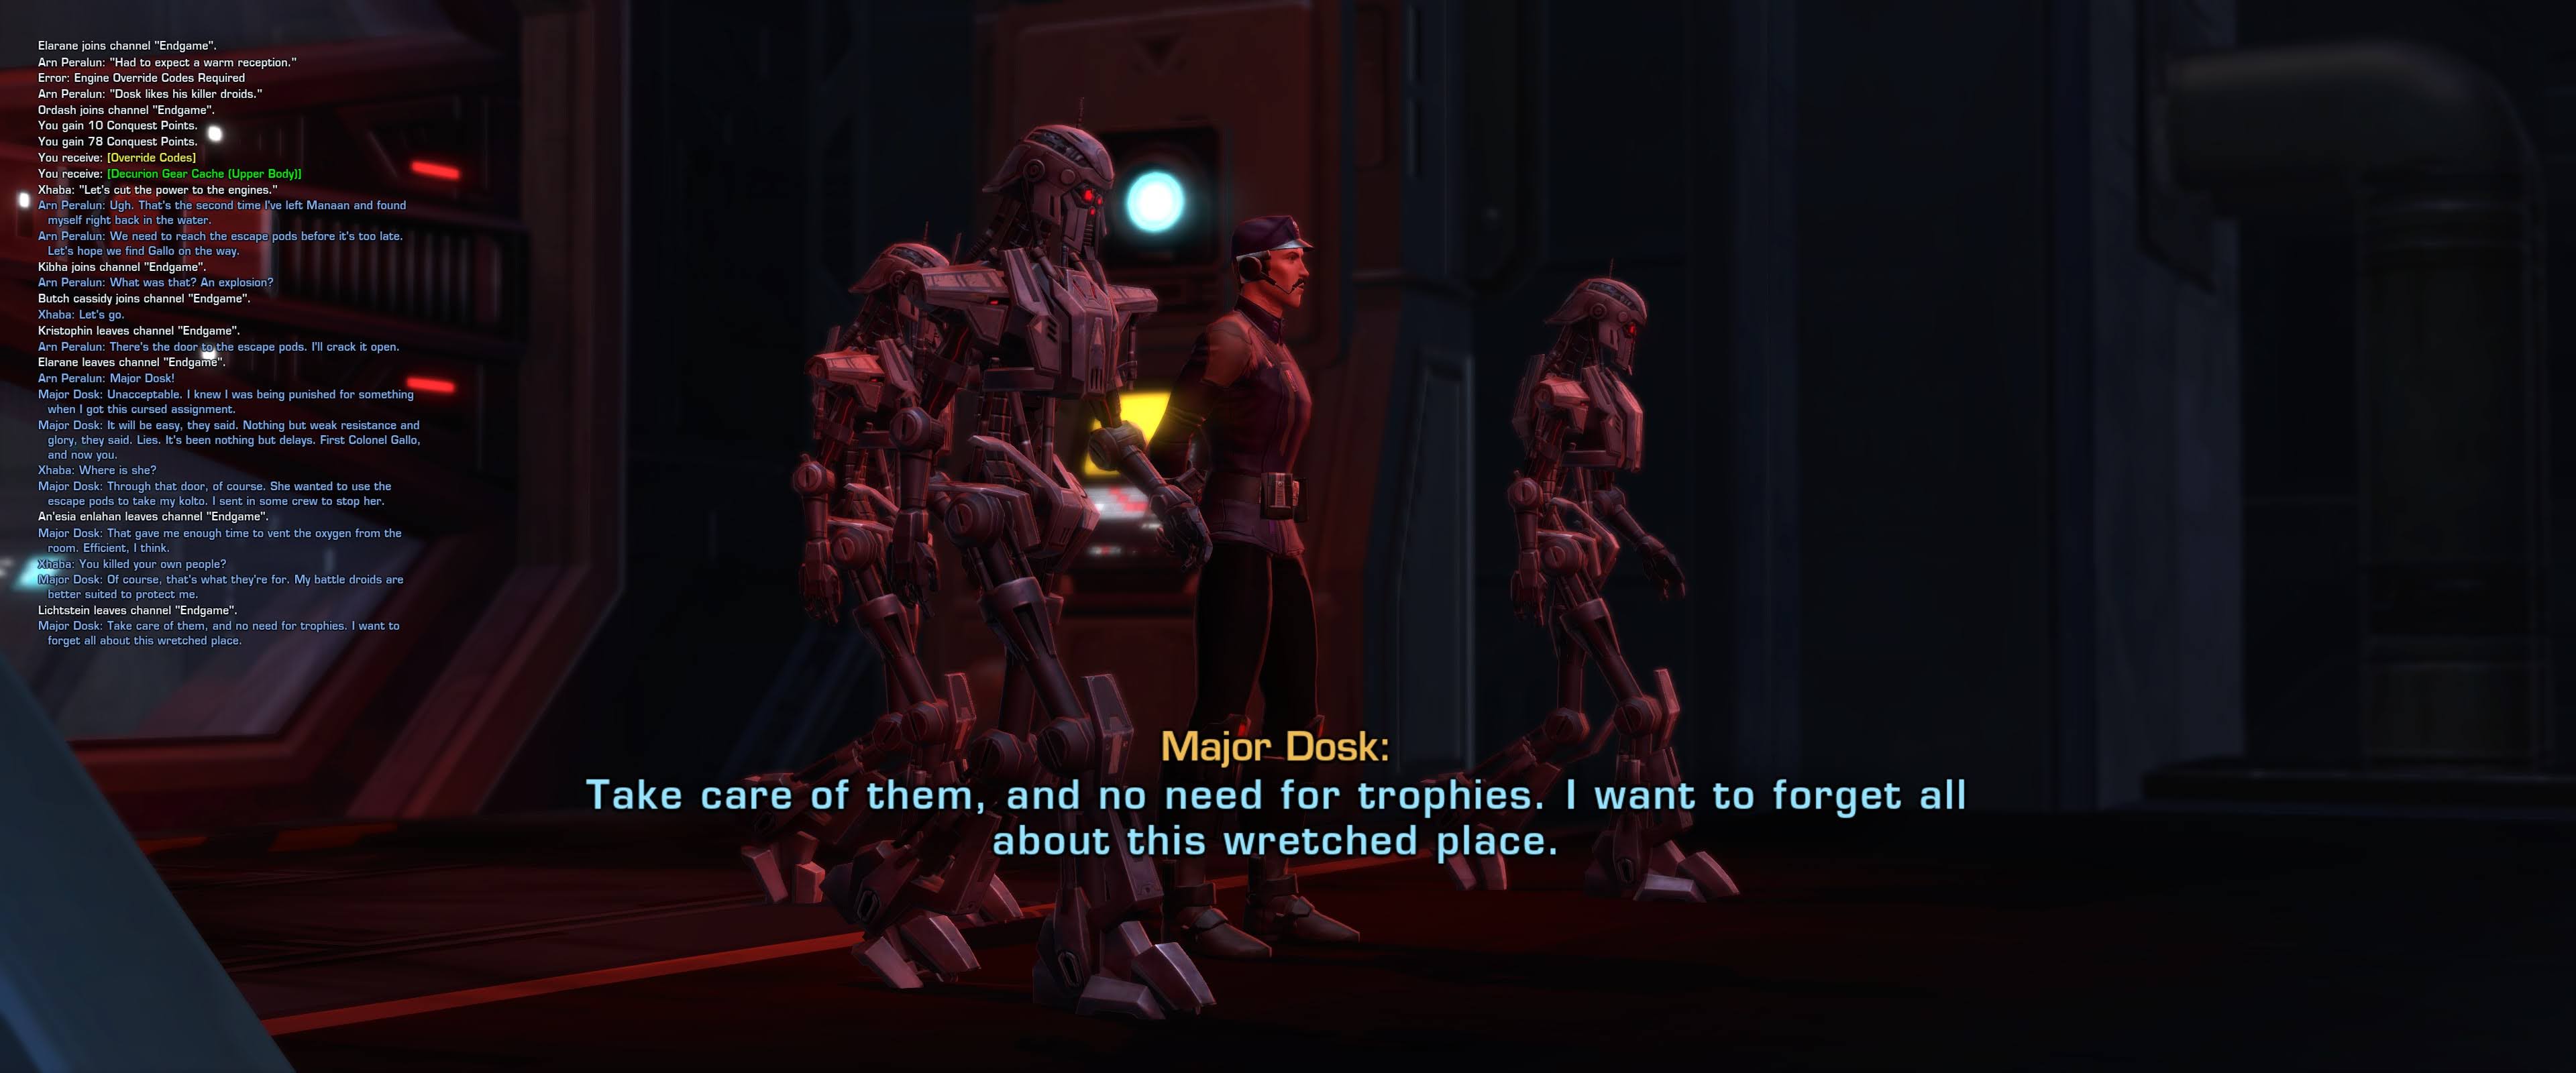 Elarane joins channel "Endgame".
Arn Peralun: "Had to expect a warm reception."
Error: Engine Override Codes Required
Arn Peralun: "Dosk likes his killer droids."
Ordash joins channel "Endgame".
You gain 10 Conquest Points.
You gain 78 Conquest Points.
You receive: [Override Codes]
You receive: [Decurion Gear Cache (Upper Body)]
Xhaba: "Let's cut the power to the engines."
Arn Peralun: Ugh. That's the second time I've left Manaan and found
myself right back in the water.
Arn Peralun: We need to reach the escape pods before it's too late.
Let's hope we find Gallo on the way.
Kibha joins channel "Endgame".
Arn Peralun: What was that? An explosion?
Butch cassidy joins channel "Endgame".
Xhaba: Let's go.
Kristophin leaves channel "Endgame".
Arn Peralun: There's the door to the escape pods. I'll crack it open.
Elarane leaves channel "Endgame".
Arn Peralun: Major Dosk!
Major Dosk: Unacceptable. I knew I was being punished for something
when I got this cursed assignment.
Major Dosk: It will be easy, they said. Nothing but weak resistance and
glory, they said. Lies. It's been nothing but delays. First Colonel Gallo,
and now you.
Xhaba: Where is she?
Major Dosk: Through that door, of course. She wanted to use the
escape pods to take my kolto. I sent in some crew to stop her.
An'esia enlahan leaves channel "Endgame".
Major Dosk: That gave me enough time to vent the oxygen from the
room. Efficient, I think.
Xhaba: You killed your own people?
Major Dosk: Of course, that's what they're for. My battle droids are
better suited to protect me.
Lichtstein leaves channel "Endgame".
Major Dosk: Take care of them, and no need for trophies. I want to
forget all about this wretched place.
Major Dosk:
Take care of them, and no need for trophies. I want to forget all
about this wretched place.